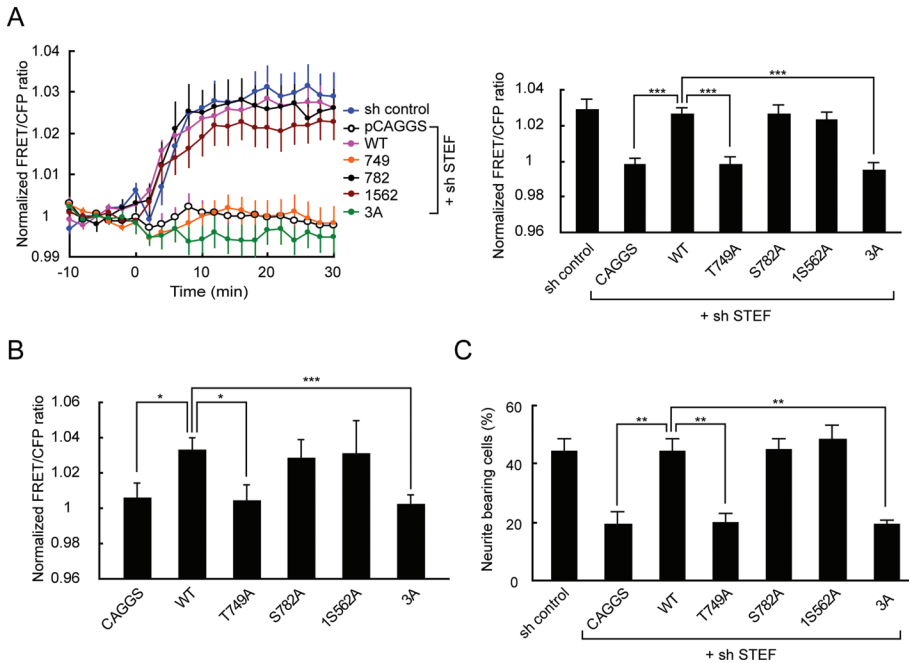 A
Normalized FRET/CFP ratio
1.04
1.03
1.02
1.01
1
0.99
-10
0
10
20
30
Time (min)
sh control
pCAGGS
WT
749
782
1562
3A
+ sh STEF
Normalized FRET/CFP ratio
1.04
1.02
1
0.98
0.96
***
***
***
sh control
CAGGS
WT
T749A
S782A
1S562A
3A
+ sh STEF
B
Normalized FRET/CFP ratio
1.06
1.04
1.02
1
0.98
0.96
*
*
***
CAGGS
WT
T749A
S782A
1S562A
3A
C
Neurite bearing cells (%)
60
40
20
0
**
**
**
sh control
CAGGS
WT
T749A
S782A
1S562A
3A
+ sh STEF